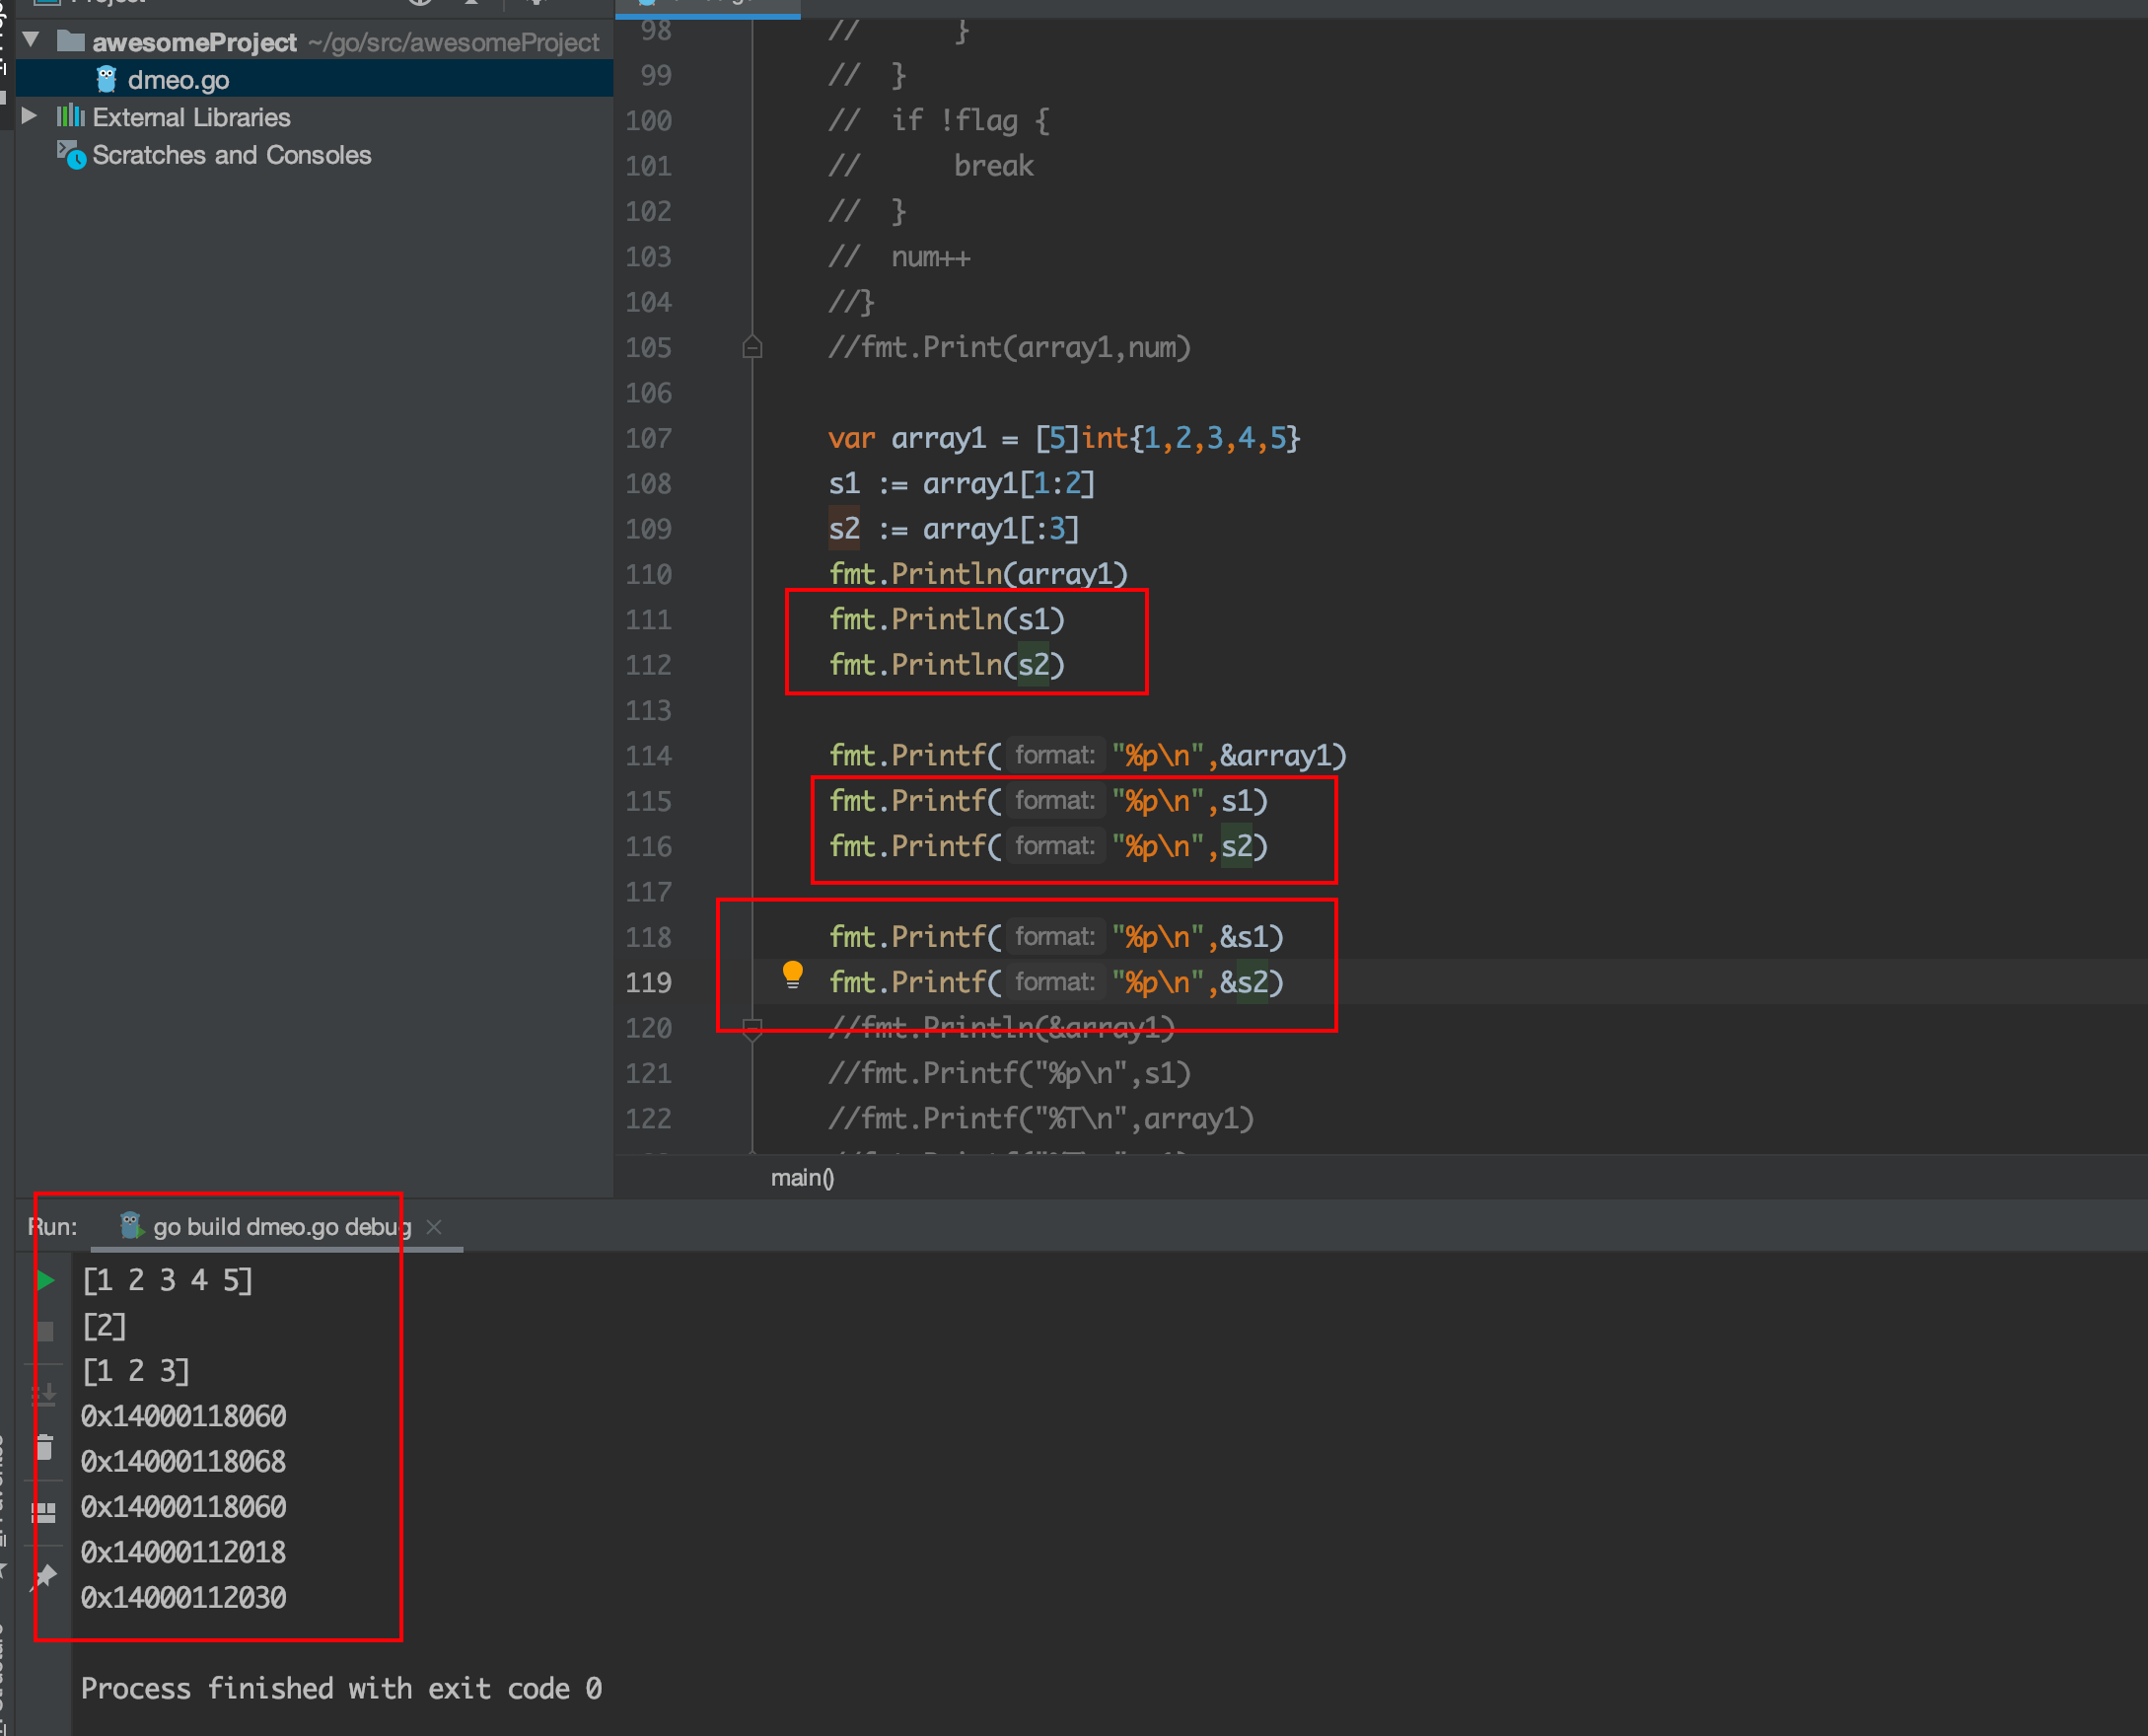 Project
awesomeProject ~/go/src/awesomeProject
dmeo.go
External Libraries
Scratches and Consoles
98 // }
99 // }
100 // if !flag {
101 // break
102 // }
103 // num++
104 //}
105 //fmt.Print(array1,num)
106
107 var array1 = [5]int{1,2,3,4,5}
108 s1 := array1[1:2]
109 s2 := array1[:3]
110 fmt.Println(array1)
111 fmt.Println(s1)
112 fmt.Println(s2)
113
114 fmt.Printf( format: "%p\n",&array1)
115 fmt.Printf( format: "%p\n",s1)
116 fmt.Printf( format: "%p\n",s2)
117
118 fmt.Printf( format: "%p\n",&s1)
119 fmt.Printf( format: "%p\n",&s2)
120 //fmt.Println(&array1)
121 //fmt.Printf("%p\n",s1)
122 //fmt.Printf("%T\n",array1)
main()
Run: go build dmeo.go debug
[1 2 3 4 5]
[2]
[1 2 3]
0x14000118060
0x14000118068
0x14000118060
0x14000112018
0x14000112030
Process finished with exit code 0